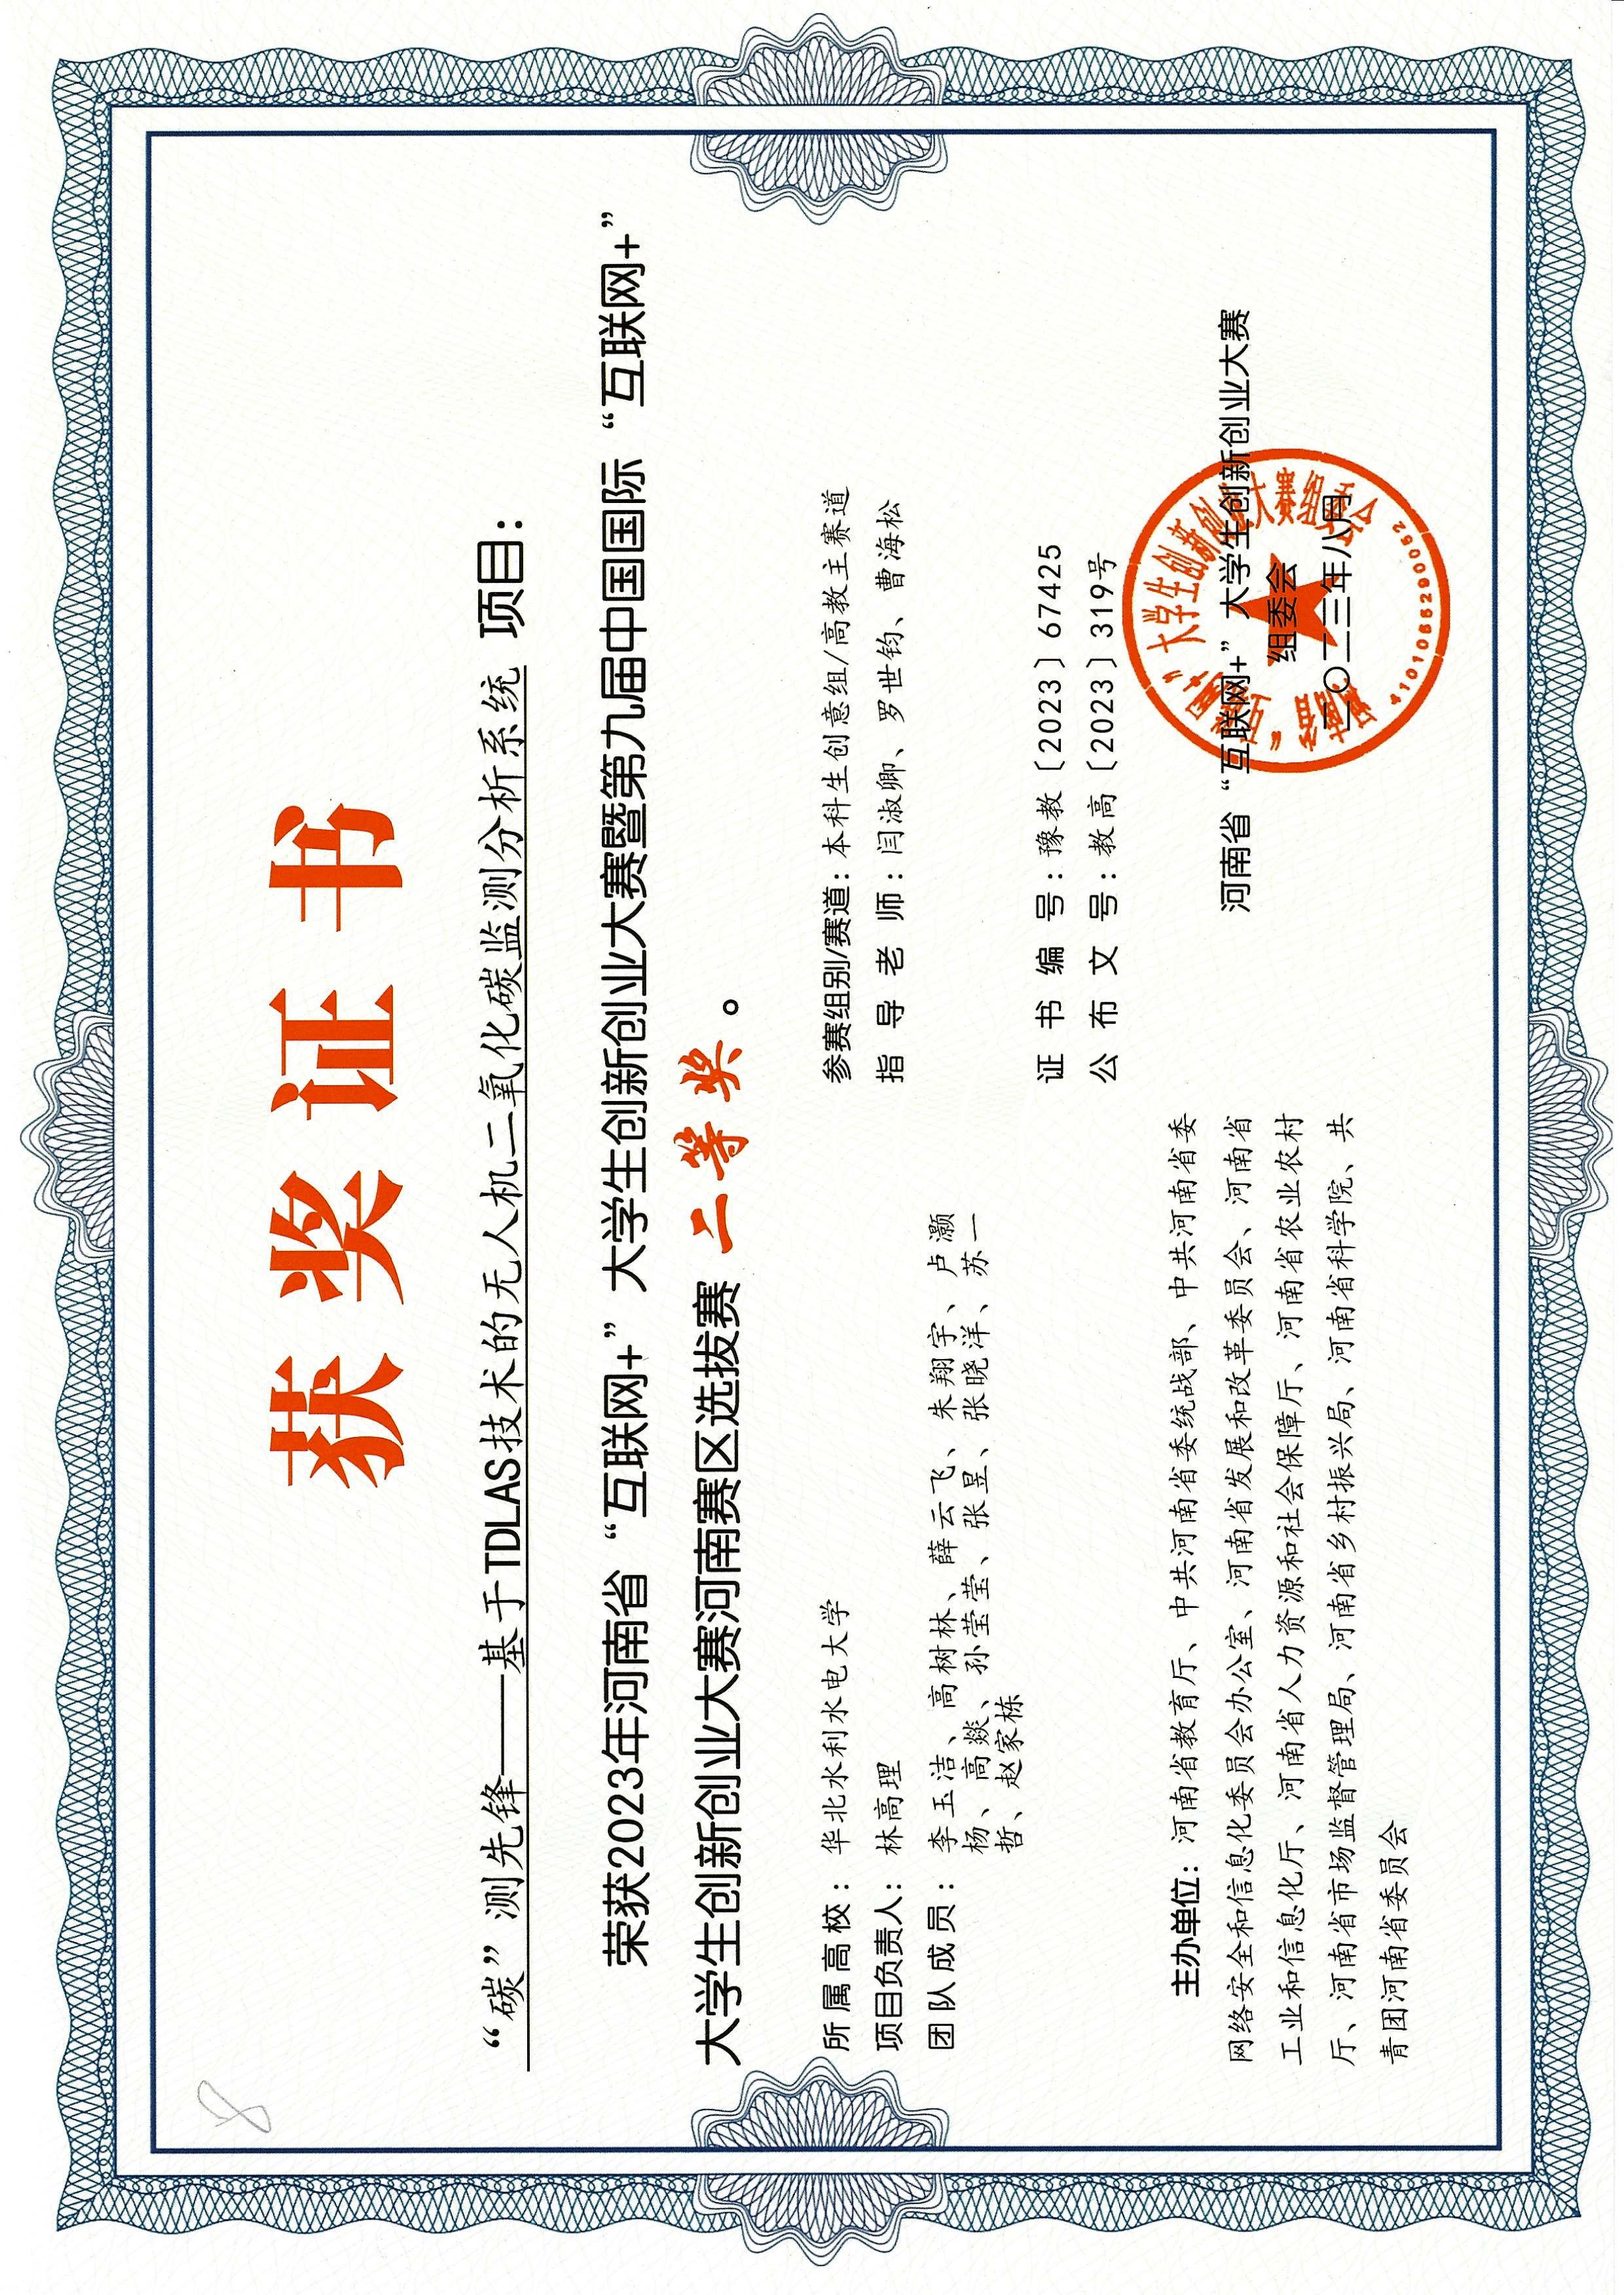 8
获奖证书
“碳”测先锋——基于TDLAS技术的无人机二氧化碳监测分析系统 项目：
荣获2023年河南省“互联网+”大学生创新创业大赛暨第九届中国国际“互联网+”
大学生创新创业大赛河南赛区选拔赛 二等奖。
所属高校：华北水利水电大学
项目负责人：林高理
团队成员：李玉洁、高树林、薛云飞、朱翔宇、卢灏
杨、高燚、孙莹莹、张昱、张晓洋、苏一
哲、赵家栋
参赛组别/赛道：本科生创意组/高教主赛道
指导老师：闫淑卿、罗世钧、曹海松
证书编号：豫教〔2023〕67425
公布文号：教高〔2023〕319号
主办单位：河南省教育厅、中共河南省委统战部、中共河南省委
网络安全和信息化委员会办公室、河南省发展和改革委员会、河南省
工业和信息化厅、河南省人力资源和社会保障厅、河南省农业农村
厅、河南省市场监督管理局、河南省乡村振兴局、河南省科学院、共
青团河南省委员会
河南省“互联网+”大学生创新创业大赛
组委会
二〇二三年八月
河南省“互联网+”大学生创新创业大赛组委会